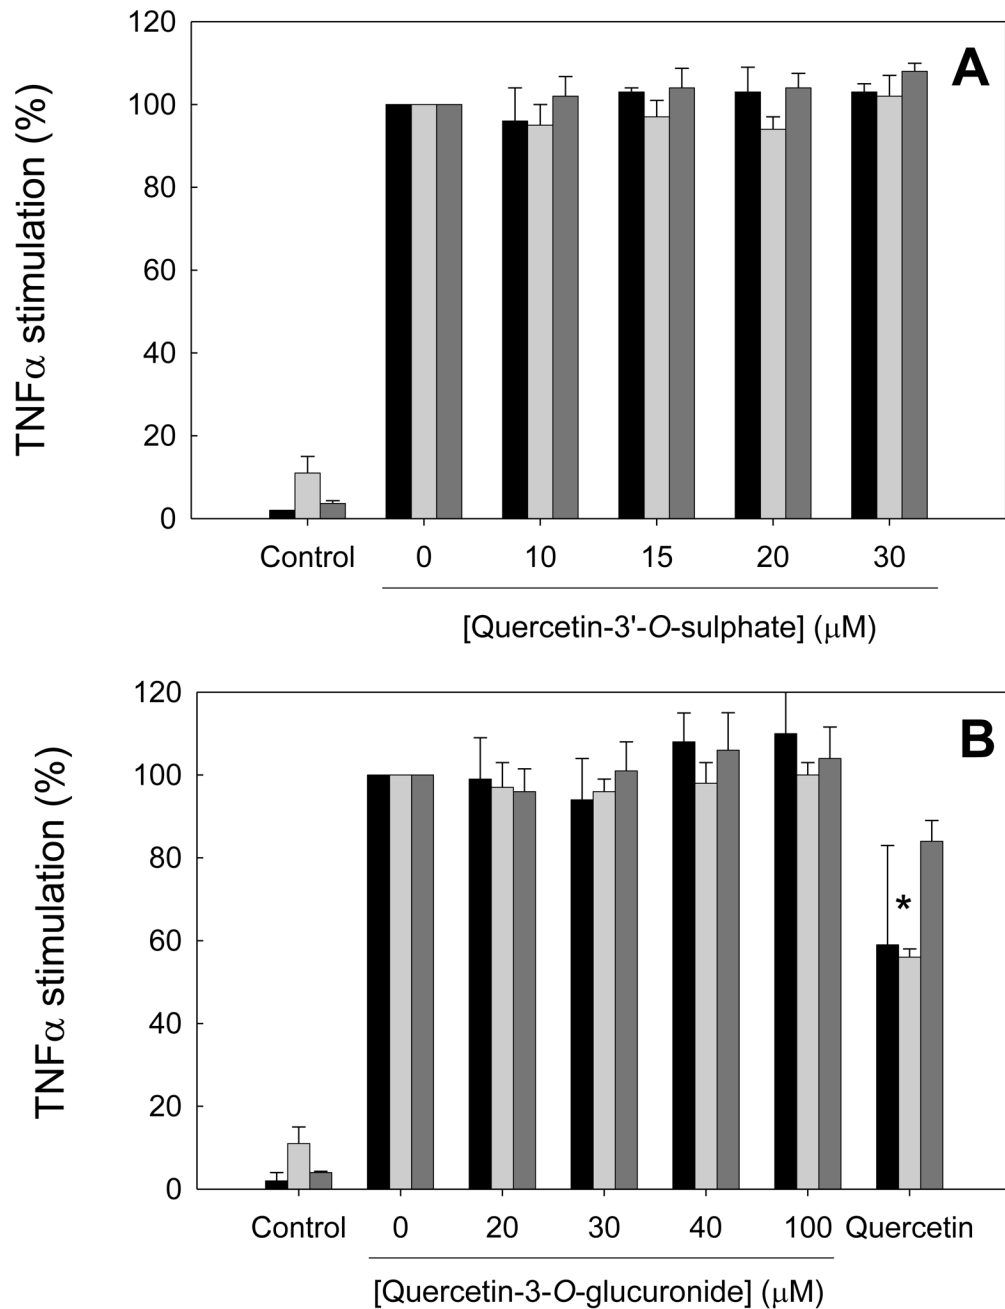 A
TNFα stimulation (%)
120
100
80
60
40
20
0
Control 0 10 15 20 30
[Quercetin-3'-O-sulphate] (μM)
B
TNFα stimulation (%)
120
100
80
60
40
20
0
*
Control 0 20 30 40 100 Quercetin
[Quercetin-3-O-glucuronide] (μM)